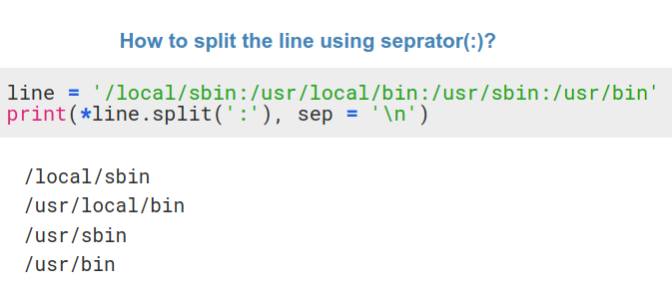 How to split the line using seprator(:)?
line = '/local/sbin:/usr/local/bin:/usr/sbin:/usr/bin'
print(*line.split(':'), sep = '\n')
/local/sbin
/usr/local/bin
/usr/sbin
/usr/bin